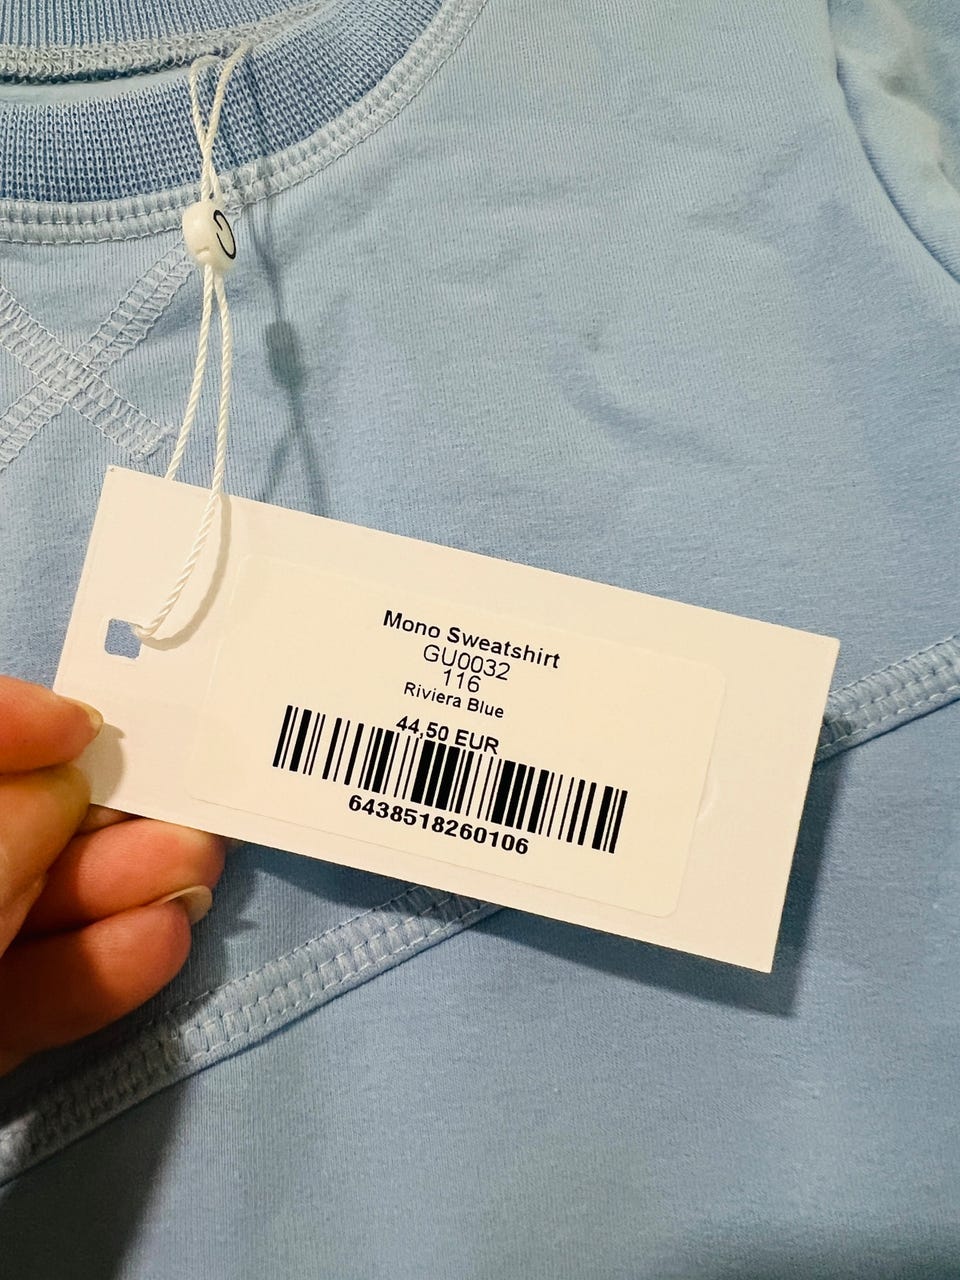 Mono Sweatshirt
GU0032
116
Riviera Blue
44,50 EUR
6438518260106